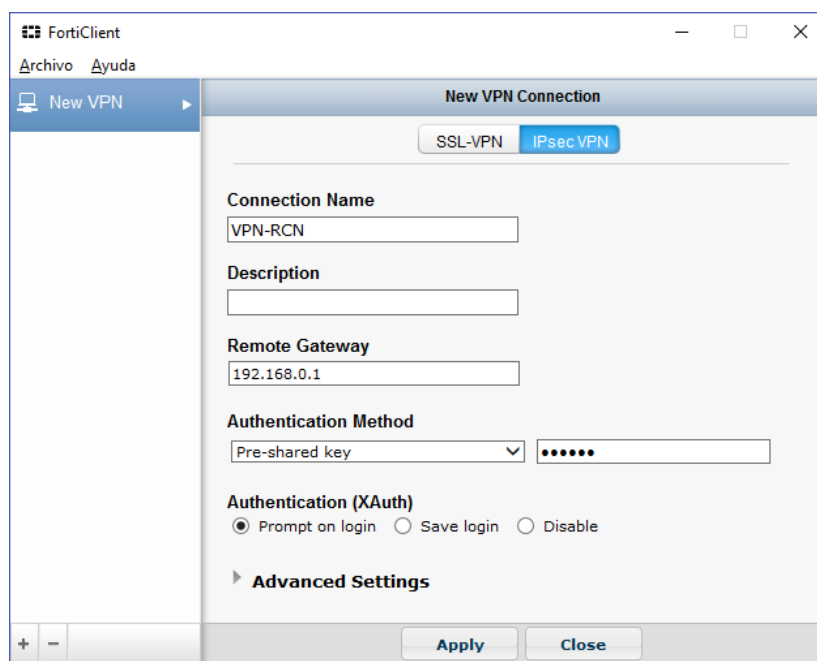 FortiClient
Archivo Ayuda
New VPN
New VPN Connection
SSL-VPN IPsec VPN
Connection Name
VPN-RCN
Description
Remote Gateway
192.168.0.1
Authentication Method
Pre-shared key ••••••
Authentication (XAuth)
Prompt on login Save login Disable
Advanced Settings
+ − Apply Close